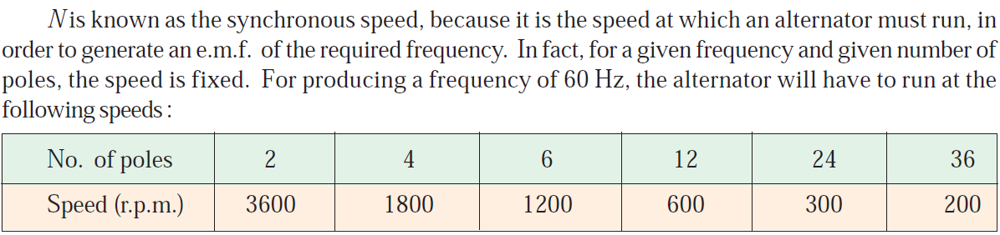 N is known as the synchronous speed, because it is the speed at which an alternator must run, in
order to generate an e.m.f. of the required frequency. In fact, for a given frequency and given number of
poles, the speed is fixed. For producing a frequency of 60 Hz, the alternator will have to run at the
following speeds :
No. of poles 2 4 6 12 24 36
Speed (r.p.m.) 3600 1800 1200 600 300 200